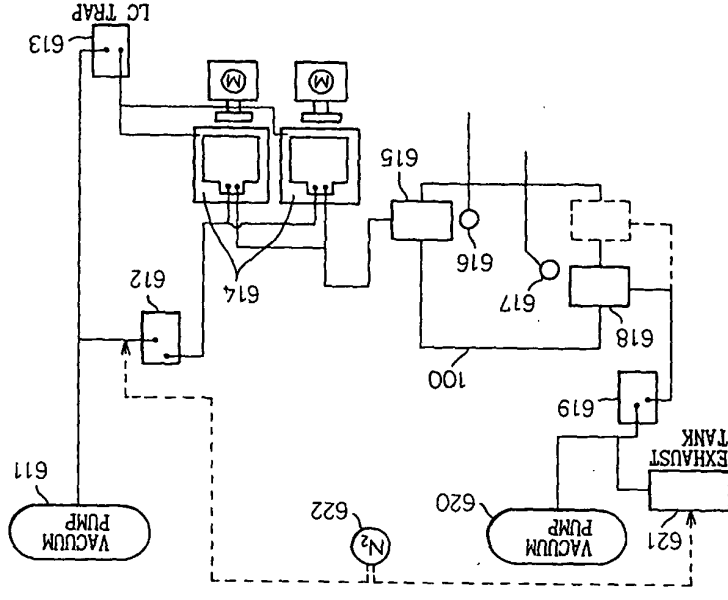 VACUUM
PUMP
620
N₂
622
VACUUM
PUMP
611
621
EXHAUST
TANK
619
100
618
617
616
615
612
614
M
M
613
LC TRAP